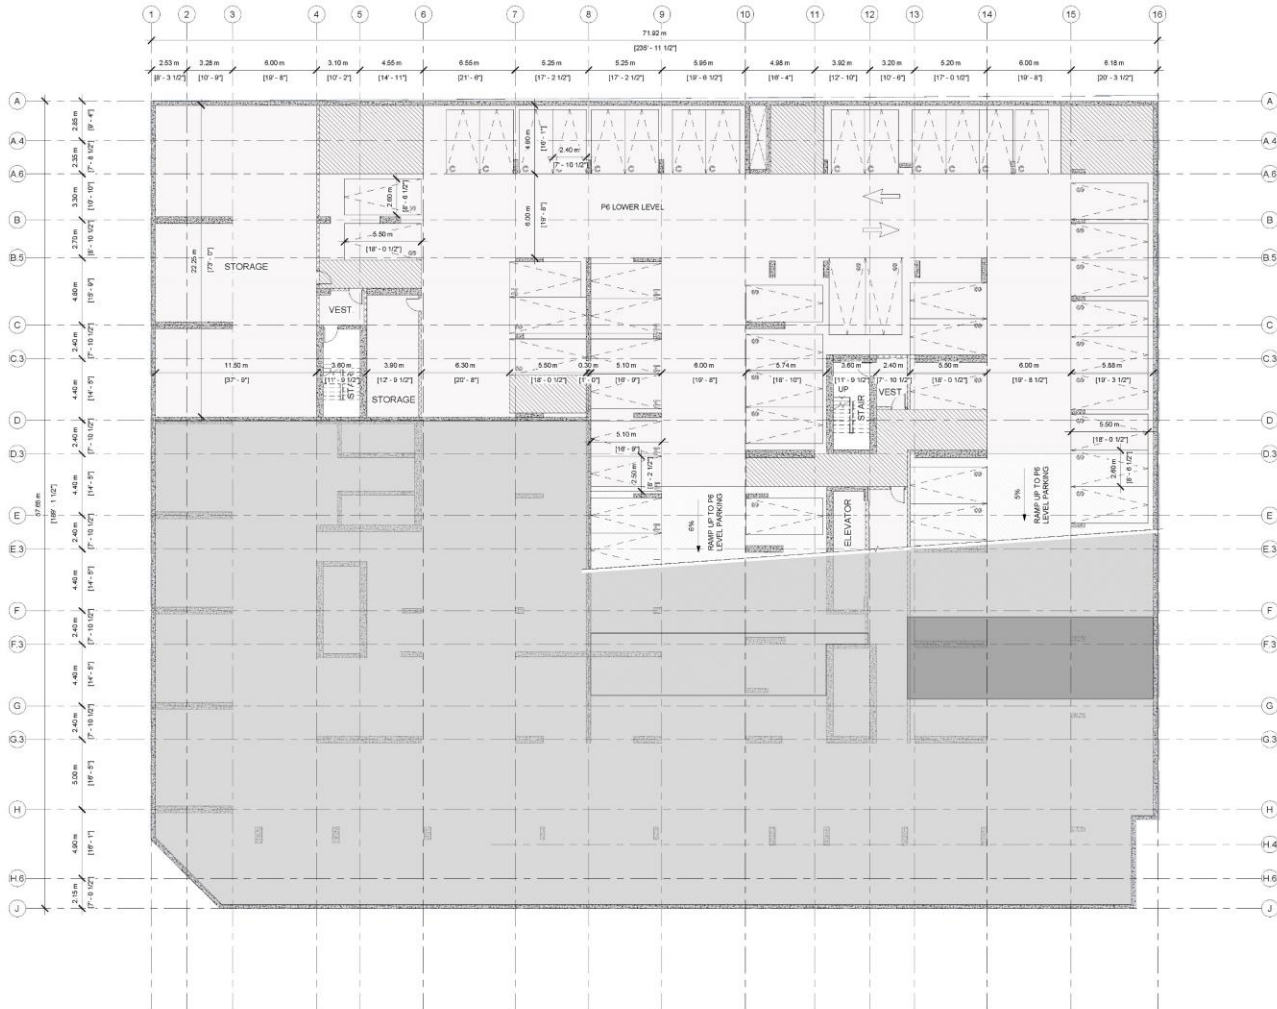 1 2 3 4 5 6 7 8 9 10 11 12 13 14 15 16
71.92 m
[235' - 11 1/2"]
2.53 m 3.28 m 6.00 m 3.10 m 4.55 m 6.55 m 5.25 m 5.25 m 5.95 m 4.98 m 3.92 m 3.20 m 5.20 m 6.00 m 6.18 m
[8' - 3 1/2"] [10' - 9"] [19' - 8"] [10' - 2"] [14' - 11"] [21' - 6"] [17' - 2 1/2"] [17' - 2 1/2"] [19' - 6 1/2"] [16' - 4"] [12' - 10"] [10' - 6"] [17' - 0 1/2"] [19' - 8"] [20' - 3 1/2"]
A A
2.85 m
[9' - 4"]
A.4 A.4
2.35 m
[7' - 8 1/2"]
A.6 A.6
3.30 m
[10' - 10"]
B B
2.70 m
[8' - 10 1/2"]
B.5 B.5
4.80 m
[15' - 9"]
C C
2.40 m
[7' - 10 1/2"]
C.3 C.3
4.40 m
[14' - 5"]
D D
2.40 m
[7' - 10 1/2"]
D.3 D.3
4.40 m
[14' - 5"]
E E
2.40 m
[7' - 10 1/2"]
E.3 E.3
4.40 m
[14' - 5"]
F F
2.40 m
[7' - 10 1/2"]
F.3 F.3
4.40 m
[14' - 5"]
G G
2.40 m
[7' - 10 1/2"]
G.3 G.3
5.00 m
[16' - 5"]
H H
4.90 m
[16' - 1"]
H.4
H.6 H.6
2.15 m
[7' - 0 1/2"]
J J
57.65 m
[189' - 1 1/2"]
4.90 m
[16' - 1"]
2.40 m
[7' - 10 1/2"]
2.60 m
[8' - 6 1/2"]
6.00 m
[19' - 8"]
P6 LOWER LEVEL
5.50 m
[18' - 0 1/2"]
22.25 m
[73' - 0"]
STORAGE
VEST.
11.50 m 3.60 m 3.90 m 6.30 m 5.50 m 0.30 m 5.10 m 6.00 m 5.74 m 3.60 m 2.40 m 5.50 m 6.00 m 5.88 m
[37' - 9"] [11' - 9 1/2"] [12' - 9 1/2"] [20' - 8"] [18' - 0 1/2"] [1' - 0"] [16' - 9"] [19' - 8"] [18' - 10"] [11' - 9 1/2"] [7' - 10 1/2"] [18' - 0 1/2"] [19' - 8 1/2"] [19' - 3 1/2"]
STAIR
STORAGE
UP
STAIR
VEST.
5.10 m
[16' - 9"]
2.50 m
[8' - 2 1/2"]
5.50 m
[18' - 0 1/2"]
2.60 m
[8' - 6 1/2"]
6%
RAMP UP TO P6
LEVEL PARKING
ELEVATOR
5%
RAMP UP TO P6
LEVEL PARKING